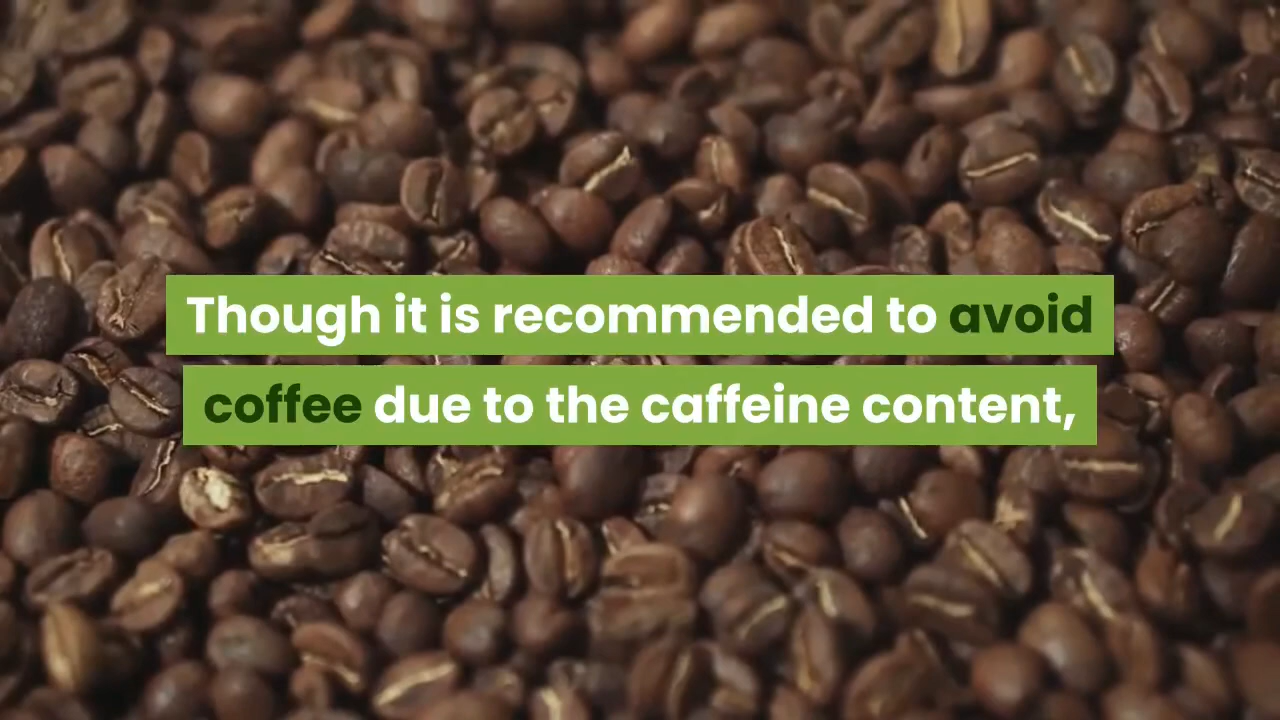 Though it is recommended to avoid
coffee due to the caffeine content,